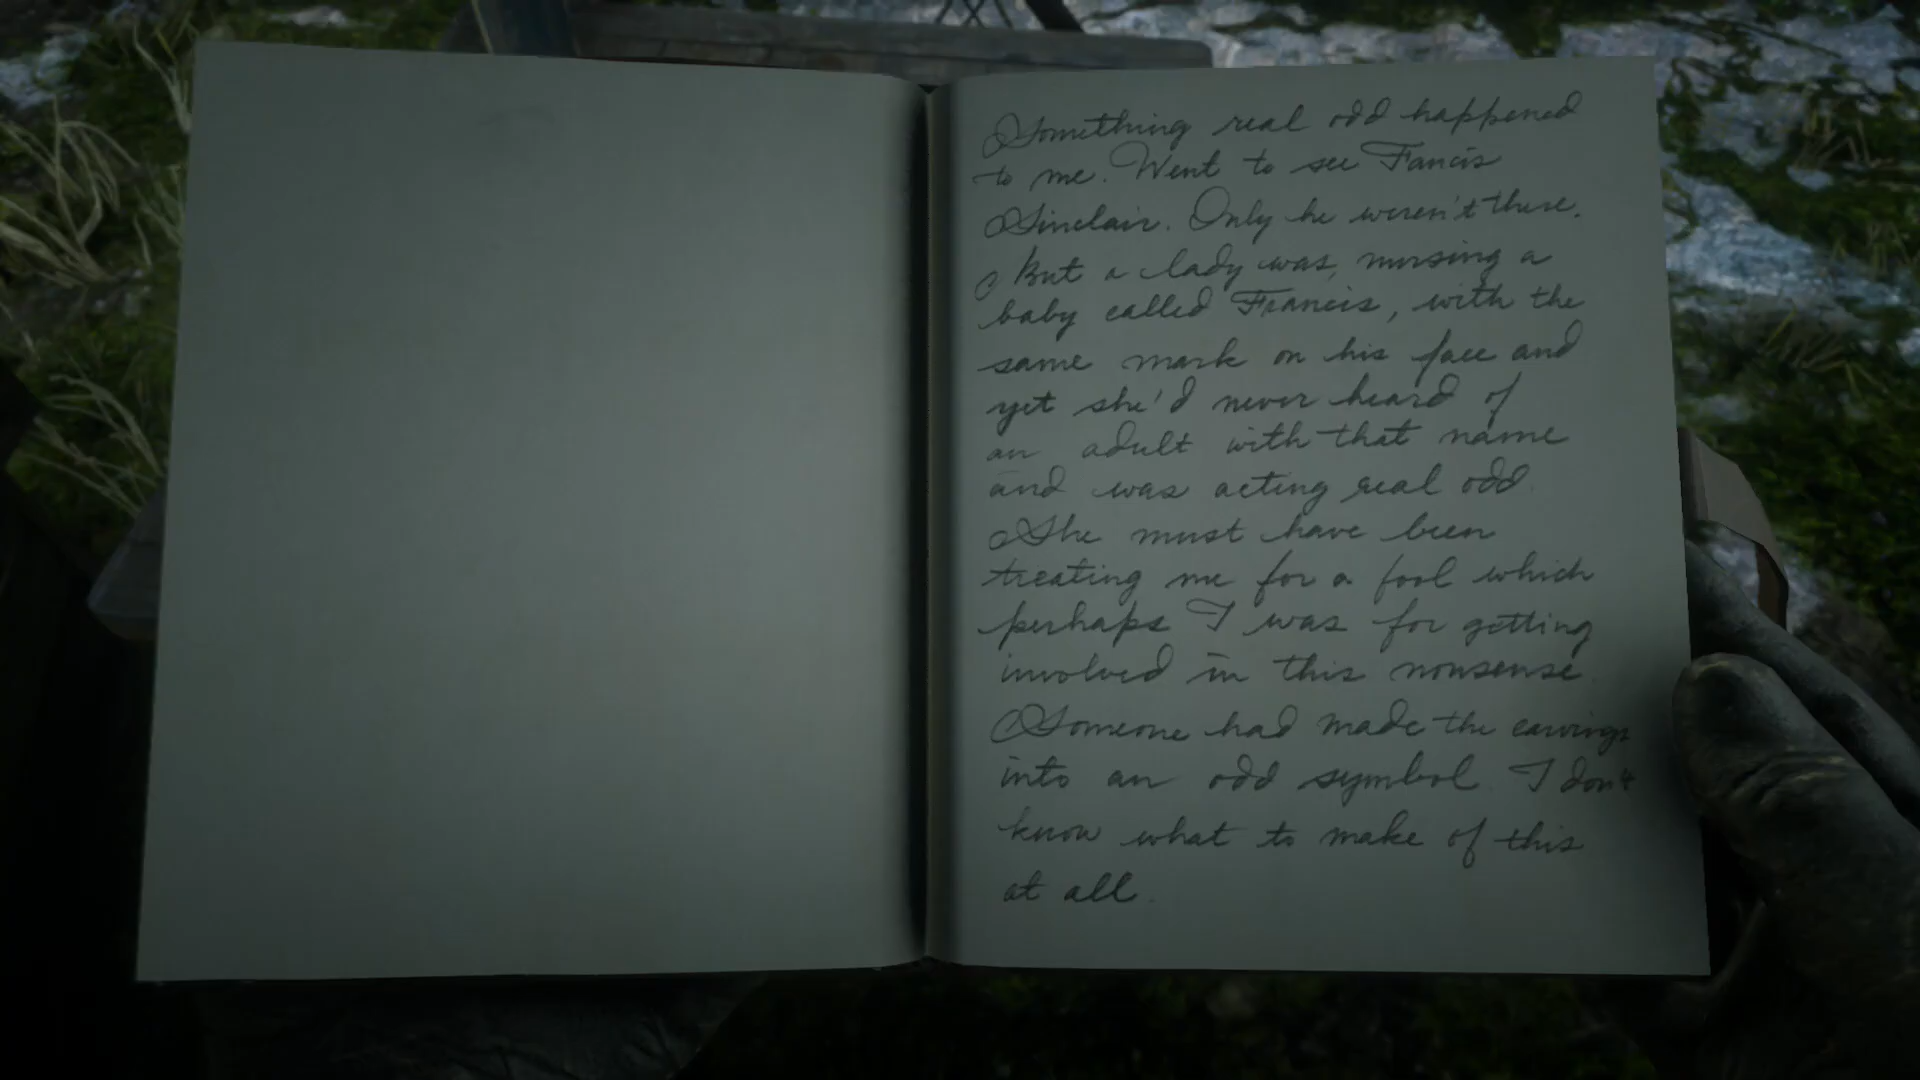 Something real odd happened
to me. Went to see Fancis
Sinclair. Only he weren't there.
But a lady was, nursing a
baby called Francis, with the
same mark on his face and
yet she'd never heard of
an adult with that name
and was acting real odd.
She must have been
treating me for a fool which
perhaps I was for getting
involved in this nonsense
Someone had made the carvings
into an odd symbol. I don't
know what to make of this
at all.